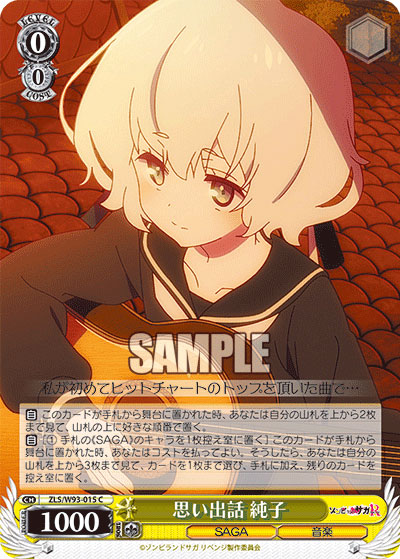 LEVEL
0
0
COST
SAMPLE
私が初めてヒットチャートのトップを頂いた曲で…
自 このカードが手札から舞台に置かれた時、あなたは自分の山札を上から2枚
まで見て、山札の上に好きな順番で置く。
自 [① 手札の《SAGA》のキャラを1枚控え室に置く] このカードが手札から
舞台に置かれた時、あなたはコストを払ってよい。そうしたら、あなたは自分の
山札を上から3枚まで見て、カードを1枚まで選び、手札に加え、残りのカード
を控え室に置く。
CH ZLS/W93-015 C
1000
SOUL
思い出話 純子
ゾンビランドサガR
SAGA
音楽
©ゾンビランドサガ リベンジ製作委員会